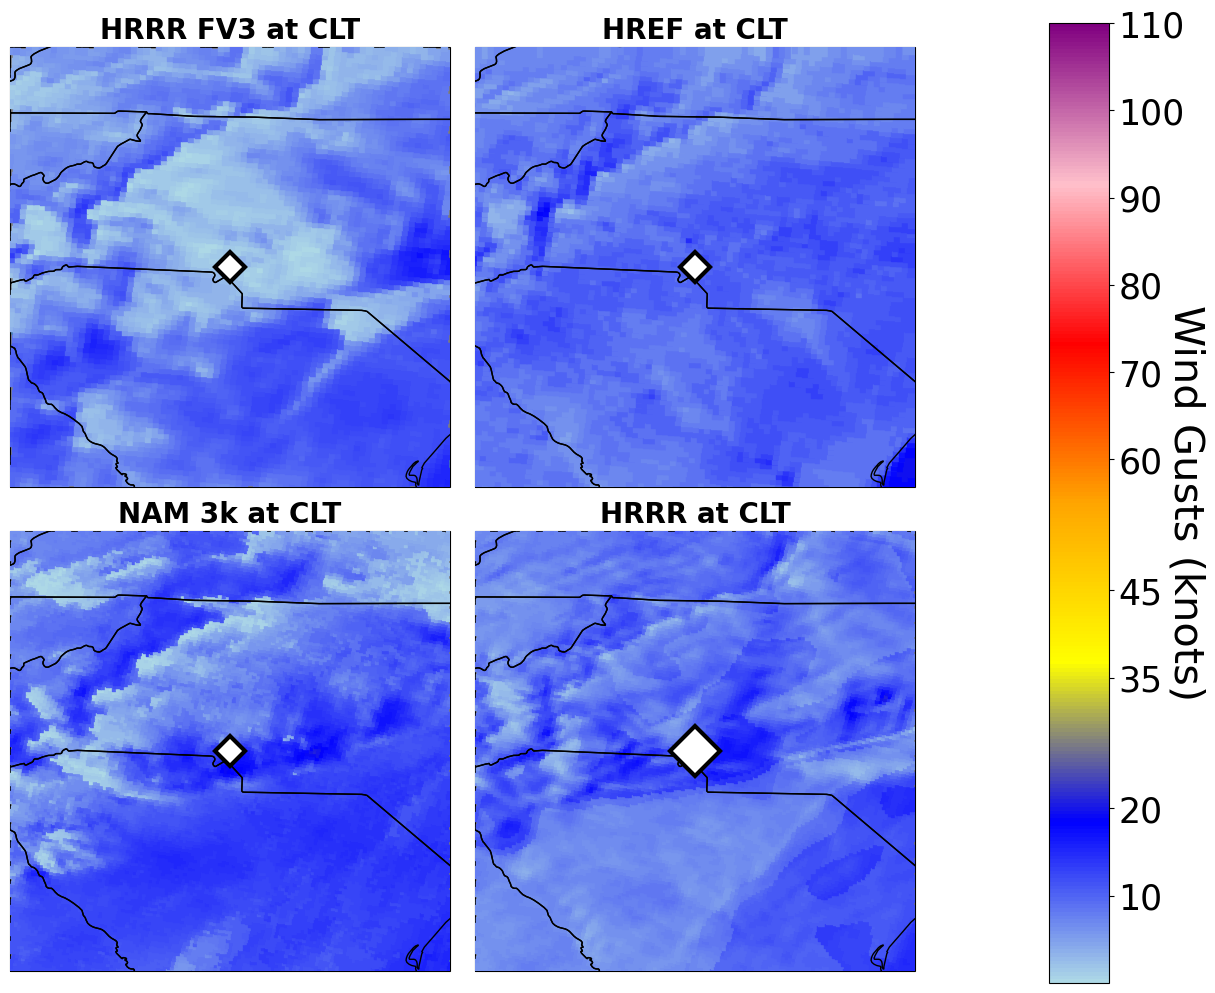 HRRR FV3 at CLT
HREF at CLT
NAM 3k at CLT
HRRR at CLT
110
100
90
80
70
60
45
35
20
10
Wind Gusts (knots)